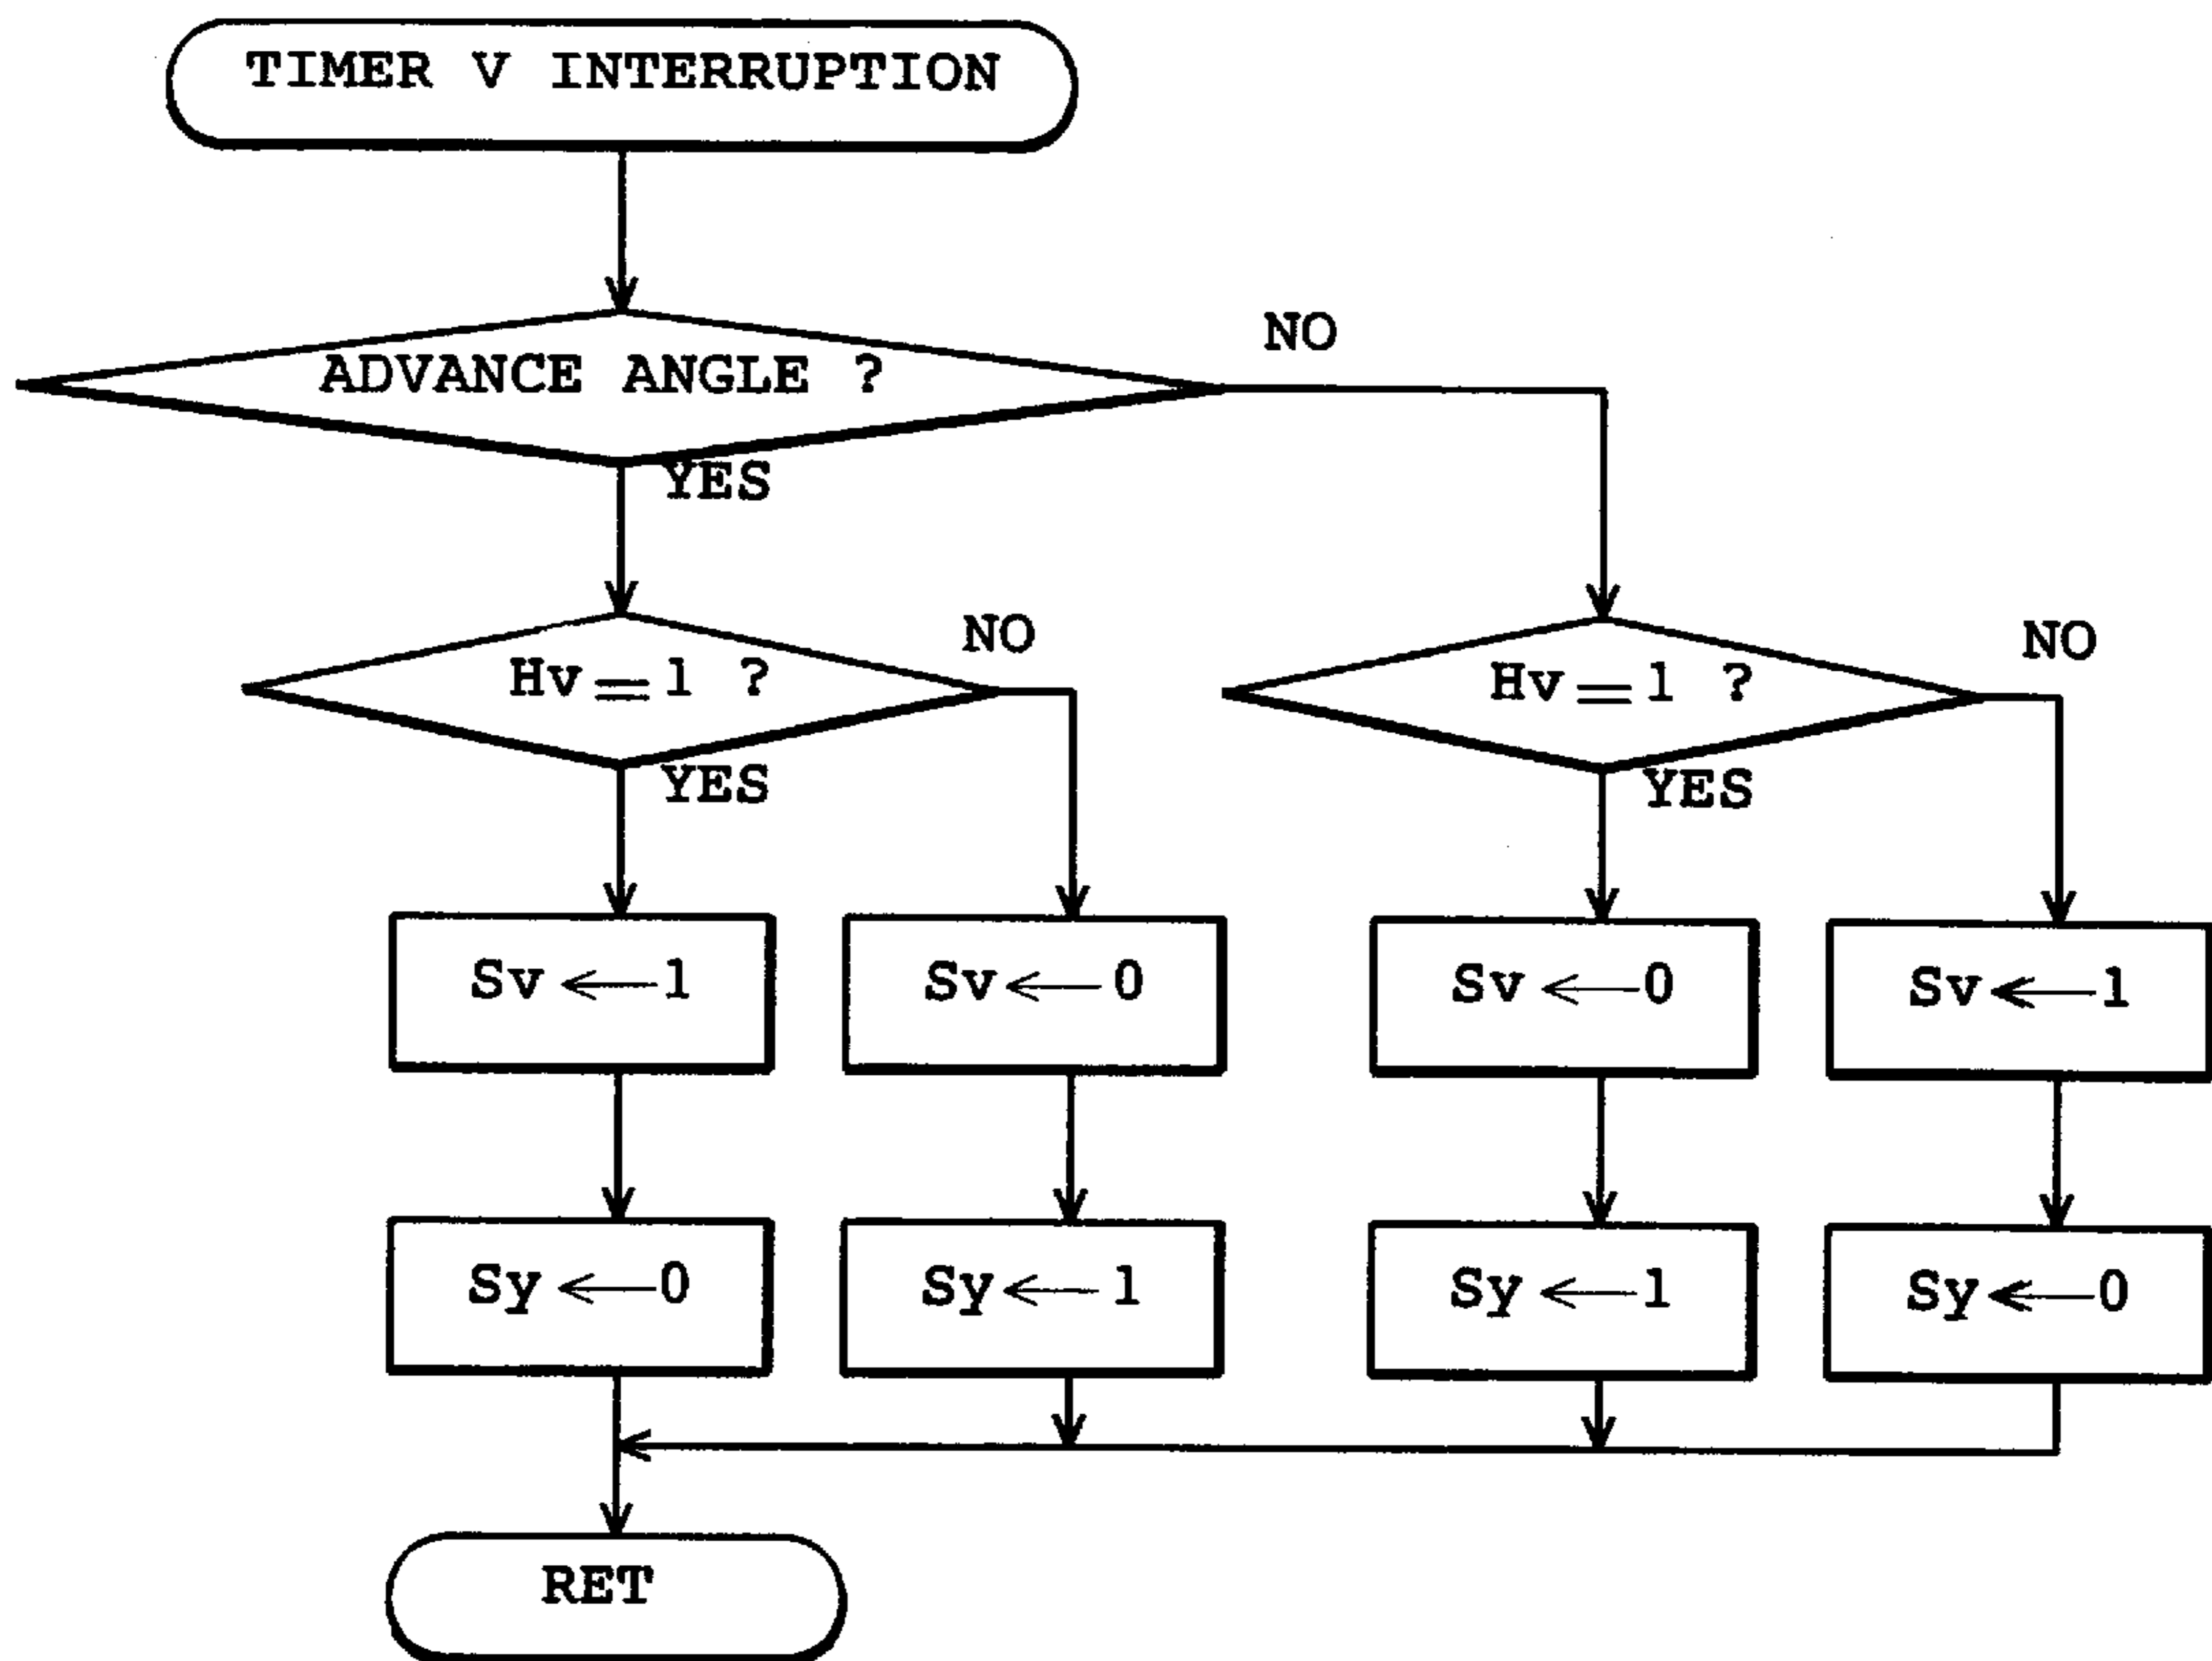 TIMER V INTERRUPTION
NO
ADVANCE ANGLE ?
YES
NO
Hv=1 ?
YES
NO
Hv=1 ?
YES
Sv←1
Sv←0
Sv←0
Sv←1
Sy←0
Sy←1
Sy←1
Sy←0
RET